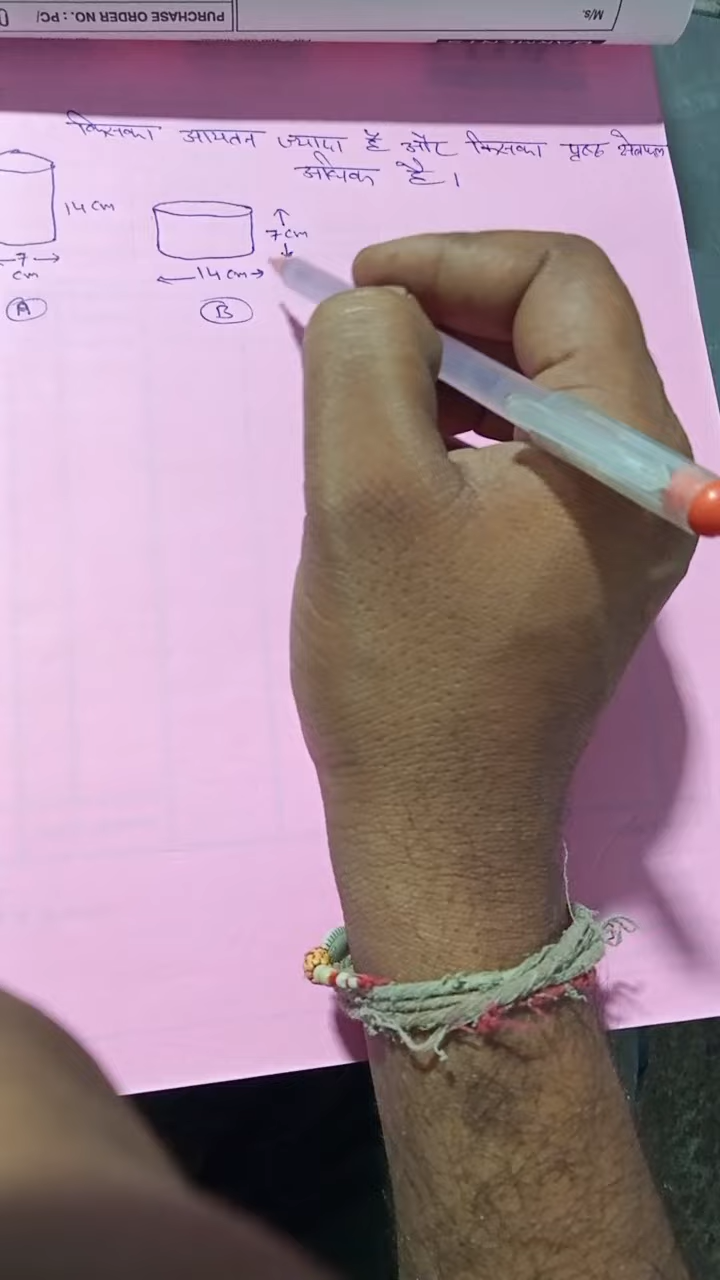 M/s.
PURCHASE ORDER NO.: PC/
किसका आयतन ज्यादा है और किसका पृष्ठ क्षेत्रफल
अधिक है।
14 cm
7
cm
A
7 cm
14 cm
B